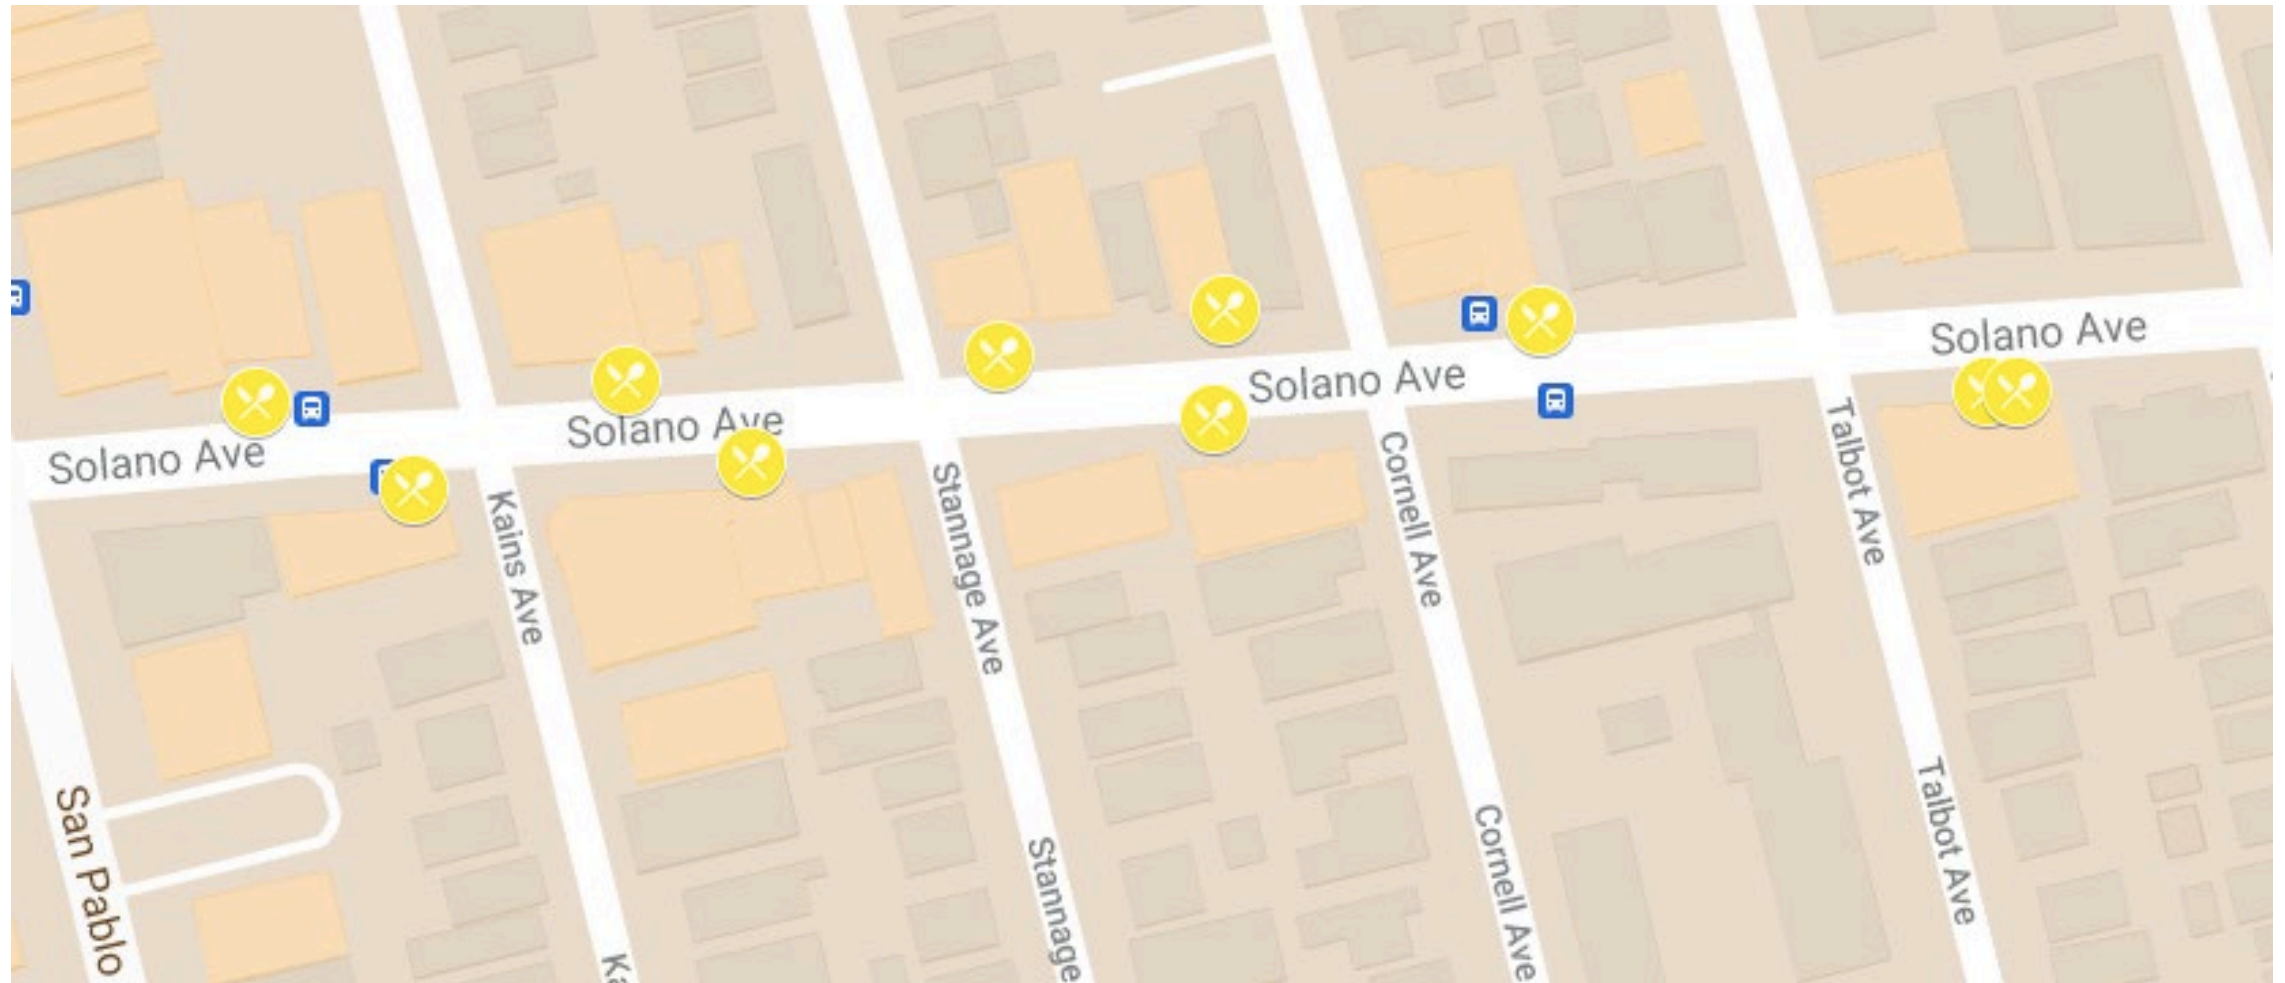 Solano Ave
Solano Ave
Solano Ave
Solano Ave
Kains Ave
Stannage Ave
Cornell Ave
Talbot Ave
San Pablo
Ka
Stannage
Cornell Ave
Talbot Ave